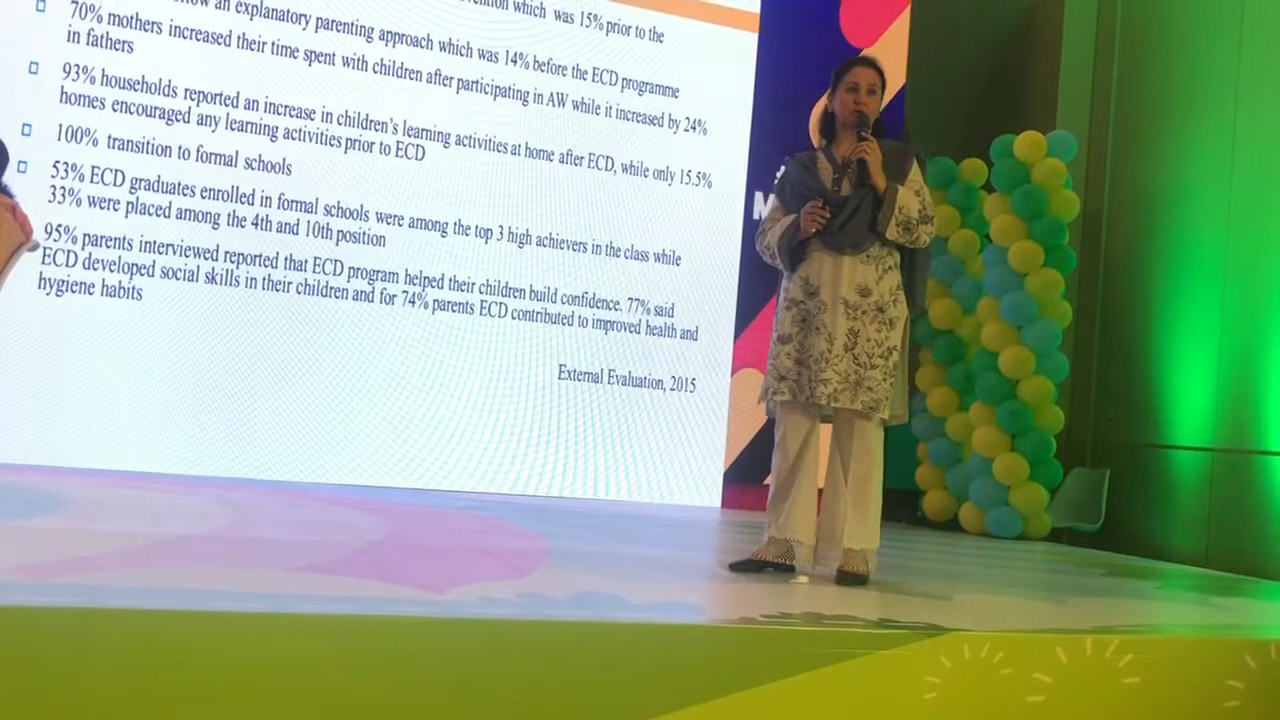 which was 15% prior to the
an explanatory parenting approach which was 14% before the ECD programme
70% mothers increased their time spent with children after participating in AW while it increased by 24%
in fathers
93% households reported an increase in children's learning activities at home after ECD, while only 15.5%
homes encouraged any learning activities prior to ECD
100% transition to formal schools
53% ECD graduates enrolled in formal schools were among the top 3 high achievers in the class while
33% were placed among the 4th and 10th position
95% parents interviewed reported that ECD program helped their children build confidence. 77% said
ECD developed social skills in their children and for 74% parents ECD contributed to improved health and
hygiene habits
External Evaluation, 2015